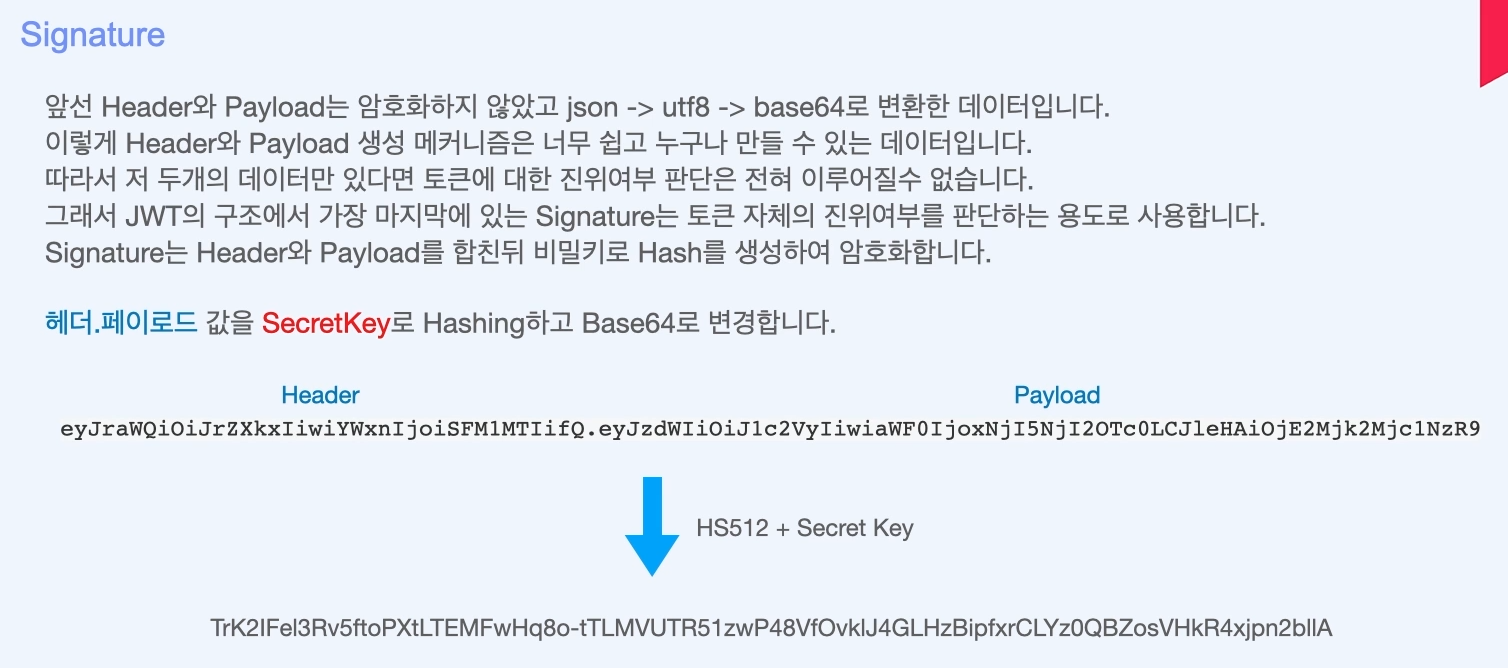 Signature
앞선 Header와 Payload는 암호화하지 않았고 json -> utf8 -> base64로 변환한 데이터입니다.
이렇게 Header와 Payload 생성 메커니즘은 너무 쉽고 누구나 만들 수 있는 데이터입니다.
따라서 저 두개의 데이터만 있다면 토큰에 대한 진위여부 판단은 전혀 이루어질수 없습니다.
그래서 JWT의 구조에서 가장 마지막에 있는 Signature는 토큰 자체의 진위여부를 판단하는 용도로 사용합니다.
Signature는 Header와 Payload를 합친뒤 비밀키로 Hash를 생성하여 암호화합니다.
헤더.페이로드 값을 SecretKey로 Hashing하고 Base64로 변경합니다.
Header Payload
eyJraWQiOiJrZXkxIiwiYWxnIjoiSFM1MTIifQ.eyJzdWIiOiJ1c2VyIiwiaWF0IjoxNjI5NjI2OTc0LCJleHAiOjE2Mjk2Mjc1NzR9
HS512 + Secret Key
TrK2IFel3Rv5ftoPXtLTEMFwHq8o-tTLMVUTR51zwP48VfOvklJ4GLHzBipfxrCLYz0QBZosVHkR4xjpn2bllA